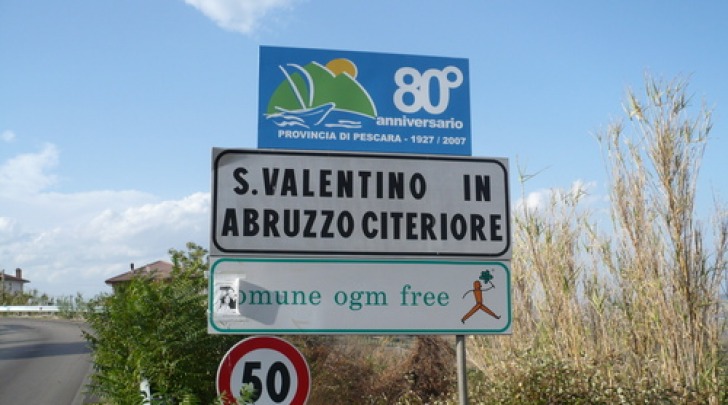 80°
anniversario
PROVINCIA DI PESCARA - 1927 / 2007
S.VALENTINO IN
ABRUZZO CITERIORE
omune ogm free
50